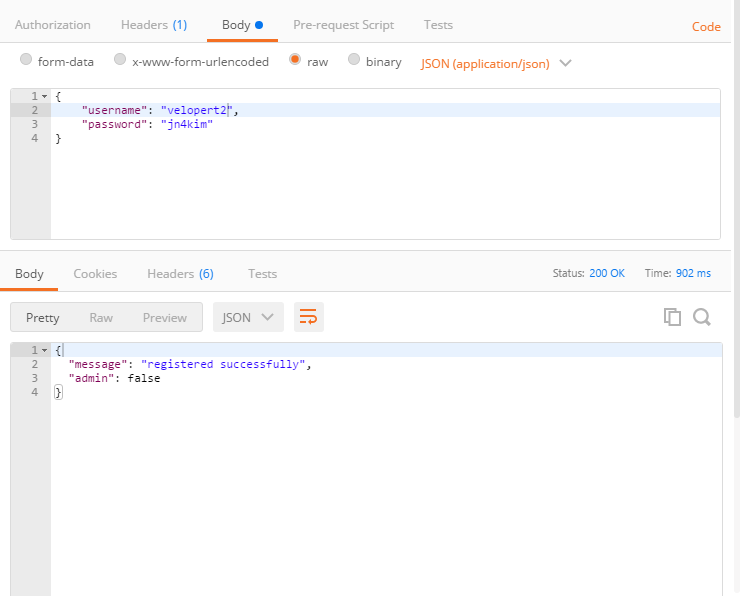 Authorization Headers (1) Body Pre-request Script Tests Code
form-data x-www-form-urlencoded raw binary JSON (application/json)
1 {
2 "username": "velopert2",
3 "password": "jn4kim"
4 }
Body Cookies Headers (6) Tests Status: 200 OK Time: 902 ms
Pretty Raw Preview JSON
1 {
2 "message": "registered successfully",
3 "admin": false
4 }